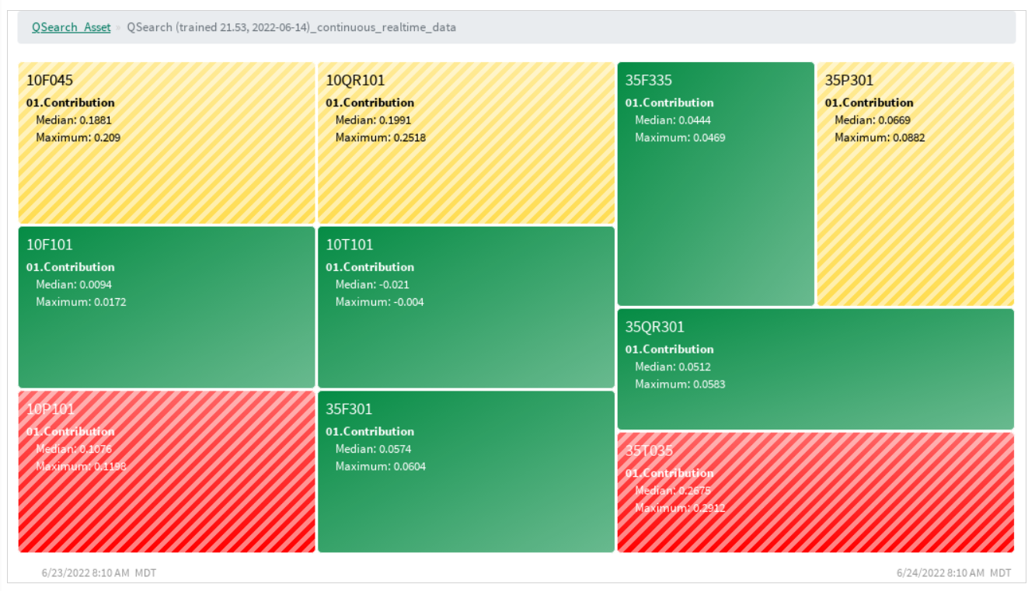 QSearch_Asset » QSearch (trained 21.53, 2022-06-14)_continuous_realtime_data
10F045
01.Contribution
Median: 0.1881
Maximum: 0.209
10QR101
01.Contribution
Median: 0.1991
Maximum: 0.2518
35F335
01.Contribution
Median: 0.0444
Maximum: 0.0469
35P301
01.Contribution
Median: 0.0669
Maximum: 0.0882
10F101
01.Contribution
Median: 0.0094
Maximum: 0.0172
10T101
01.Contribution
Median: -0.021
Maximum: -0.004
35QR301
01.Contribution
Median: 0.0512
Maximum: 0.0583
10P101
01.Contribution
Median: 0.1076
Maximum: 0.1198
35F301
01.Contribution
Median: 0.0574
Maximum: 0.0604
35T035
01.Contribution
Median: 0.2675
Maximum: 0.2912
6/23/2022 8:10 AM MDT
6/24/2022 8:10 AM MDT